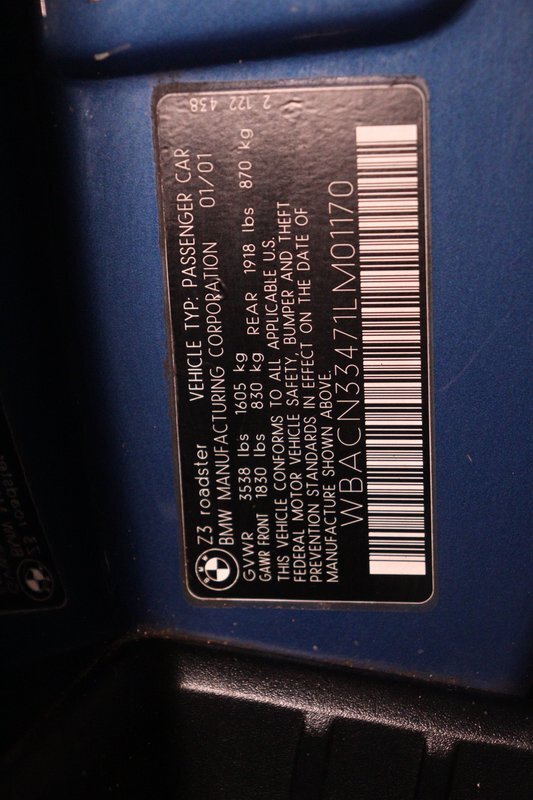 2 122 438
Z3 roadster VEHICLE TYP: PASSENGER CAR
BMW MANUFACTURING CORPORATION 01/01
GVWR 3538 lbs 1605 kg
GAWR FRONT 1830 lbs 830 kg REAR 1918 lbs 870 kg
THIS VEHICLE CONFORMS TO ALL APPLICABLE U.S.
FEDERAL MOTOR VEHICLE SAFETY, BUMPER AND THEFT
PREVENTION STANDARDS IN EFFECT ON THE DATE OF
MANUFACTURE SHOWN ABOVE.
WBACN33471LM01170